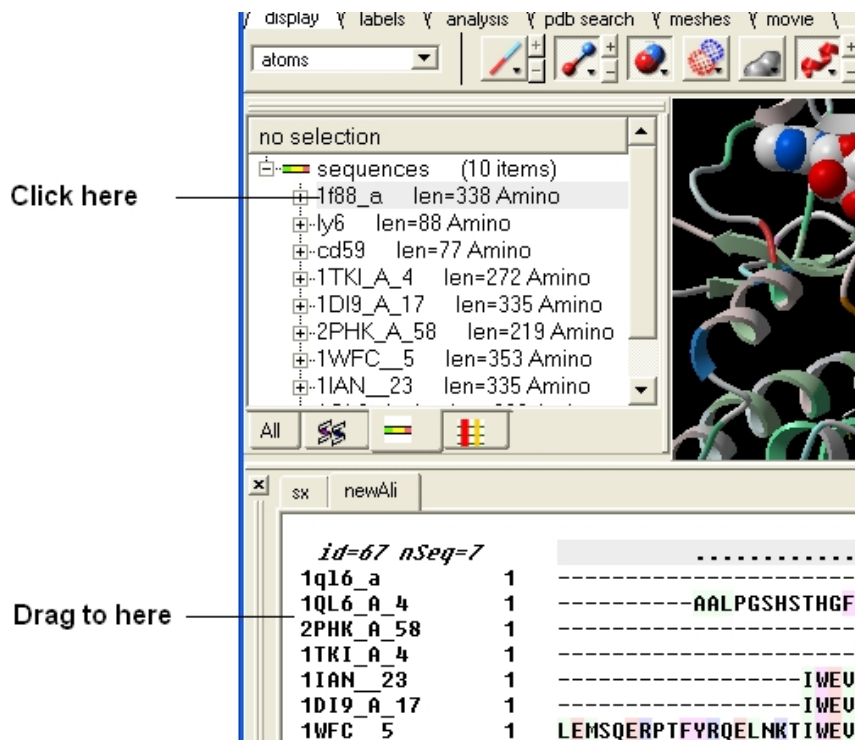 display labels analysis pdb search meshes movie
atoms
no selection
sequences (10 items)
Click here
1f88_a len=338 Amino
ly6 len=88 Amino
cd59 len=77 Amino
1TKI_A_4 len=272 Amino
1DI9_A_17 len=335 Amino
2PHK_A_58 len=219 Amino
1WFC__5 len=353 Amino
1IAN__23 len=335 Amino
All
sx newAli
id=67 nSeq=7 ............
1ql6_a 1 --------------------
Drag to here
1QL6_A_4 1 ----------AALPGSHSTHGF
2PHK_A_58 1 --------------------
1TKI_A_4 1 --------------------
1IAN__23 1 ------------------IWEV
1DI9_A_17 1 ------------------IWEV
1WFC__5 1 LEMSQERPTFYRQELNKTIWEV